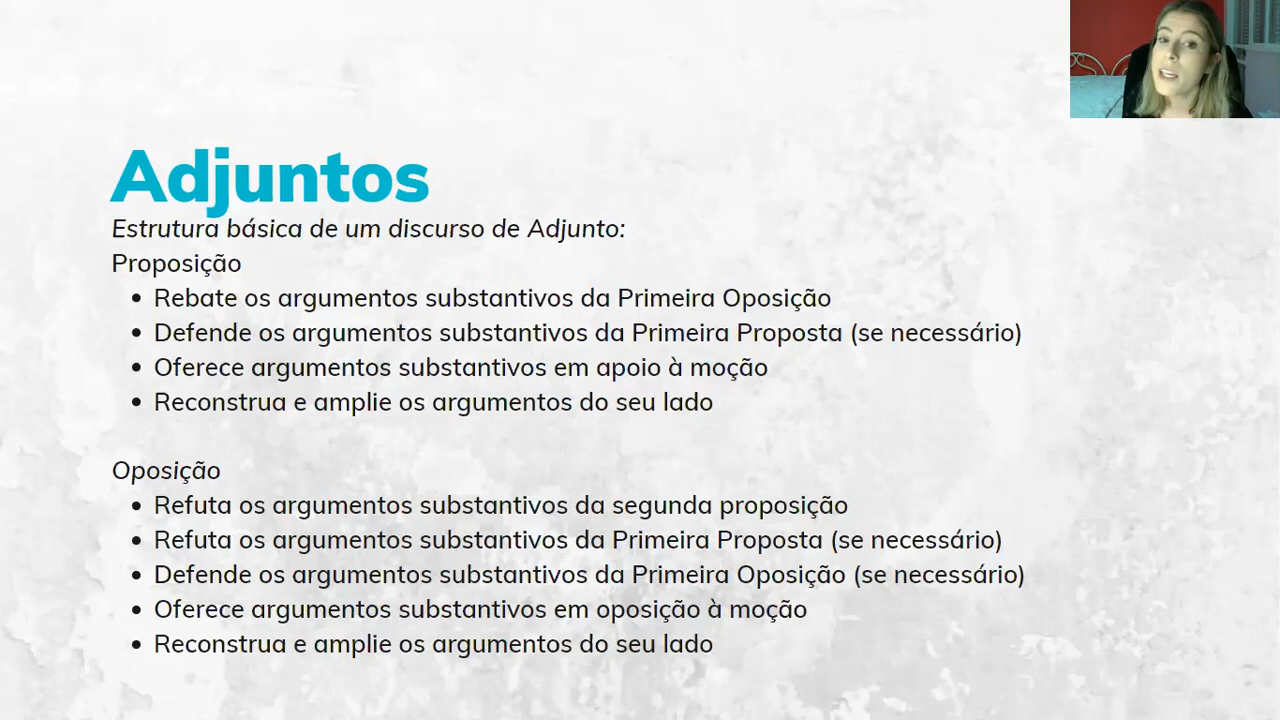 Adjuntos
Estrutura básica de um discurso de Adjunto:
Proposição
• Rebate os argumentos substantivos da Primeira Oposição
• Defende os argumentos substantivos da Primeira Proposta (se necessário)
• Oferece argumentos substantivos em apoio à moção
• Reconstrua e amplie os argumentos do seu lado
Oposição
• Refuta os argumentos substantivos da segunda proposição
• Refuta os argumentos substantivos da Primeira Proposta (se necessário)
• Defende os argumentos substantivos da Primeira Oposição (se necessário)
• Oferece argumentos substantivos em oposição à moção
• Reconstrua e amplie os argumentos do seu lado